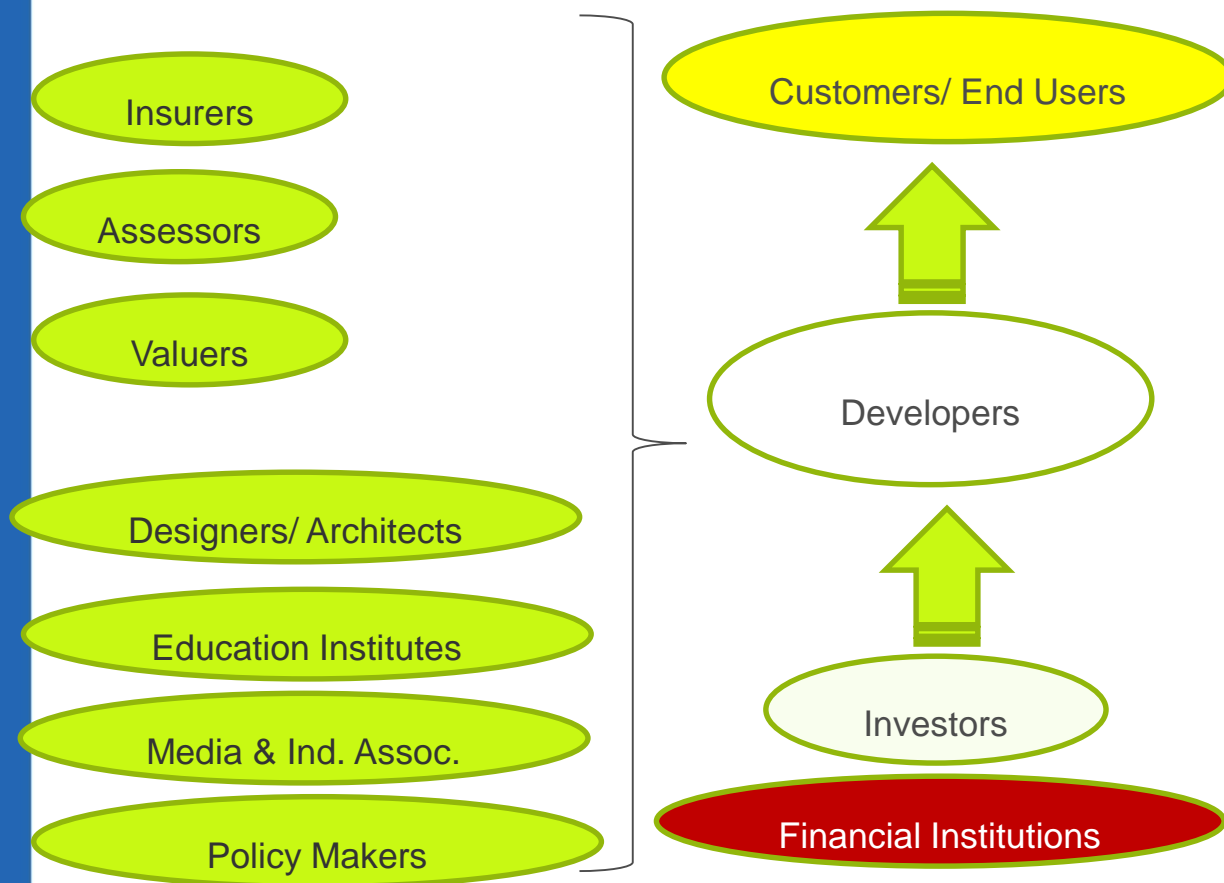 Insurers
Assessors
Valuers
Designers/ Architects
Education Institutes
Media & Ind. Assoc.
Policy Makers
Customers/ End Users
Developers
Investors
Financial Institutions